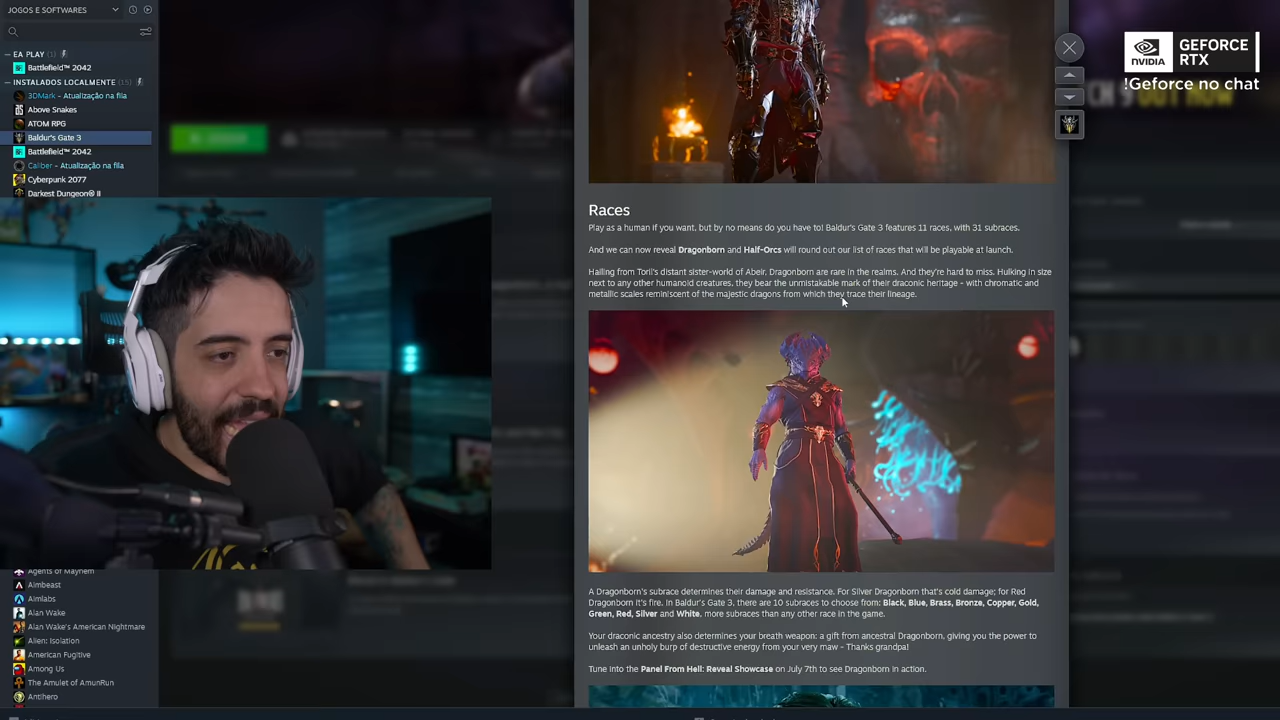 JOGOS E SOFTWARES
EA PLAY (1)
Battlefield™ 2042
INSTALADOS LOCALMENTE (15)
3DMark - Atualização na fila
Above Snakes
ATOM RPG
Baldur's Gate 3
Battlefield™ 2042
Caliber - Atualização na fila
Cyberpunk 2077
Darkest Dungeon® II
Agents of Mayhem
Aimbeast
Aimlabs
Alan Wake
Alan Wake's American Nightmare
Alien: Isolation
American Fugitive
Among Us
The Amulet of AmunRun
Antihero
Races
Play as a human if you want, but by no means do you have to! Baldur's Gate 3 features 11 races, with 31 subraces.
And we can now reveal Dragonborn and Half-Orcs will round out our list of races that will be playable at launch.
Hailing from Toril's distant sister-world of Abeir, Dragonborn are rare in the realms. And they're hard to miss. Hulking in size
next to any other humanoid creatures, they bear the unmistakable mark of their draconic heritage - with chromatic and
metallic scales reminiscent of the majestic dragons from which they trace their lineage.
A Dragonborn's subrace determines their damage and resistance. For Silver Dragonborn that's cold damage; for Red
Dragonborn it's fire. In Baldur's Gate 3, there are 10 subraces to choose from: Black, Blue, Brass, Bronze, Copper, Gold,
Green, Red, Silver and White, more subraces than any other race in the game.
Your draconic ancestry also determines your breath weapon: a gift from ancestral Dragonborn, giving you the power to
unleash an unholy burp of destructive energy from your very maw - Thanks grandpa!
Tune into the Panel From Hell: Reveal Showcase on July 7th to see Dragonborn in action.
NVIDIA
GEFORCE
RTX
!Geforce no chat
OUT NOW